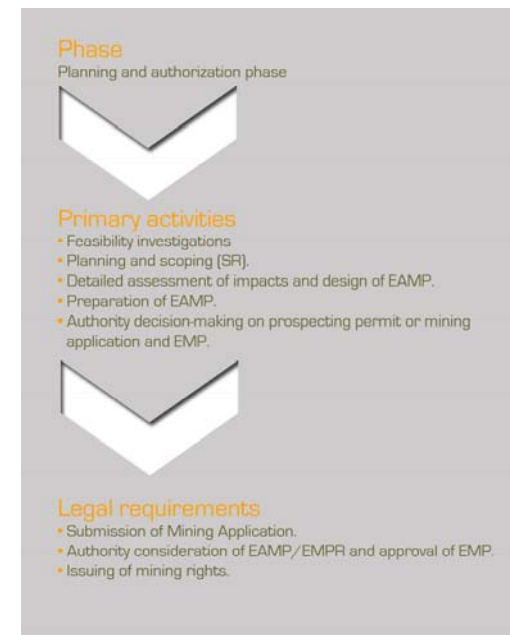 Phase
Planning and authorization phase
Primary activities
• Feasibility investigations
• Planning and scoping (SR).
• Detailed assessment of impacts and design of EAMP.
• Preparation of EAMP.
• Authority decision-making on prospecting permit or mining
application and EMP.
Legal requirements
• Submission of Mining Application.
• Authority consideration of EAMP/EMPR and approval of EMP.
• Issuing of mining rights.